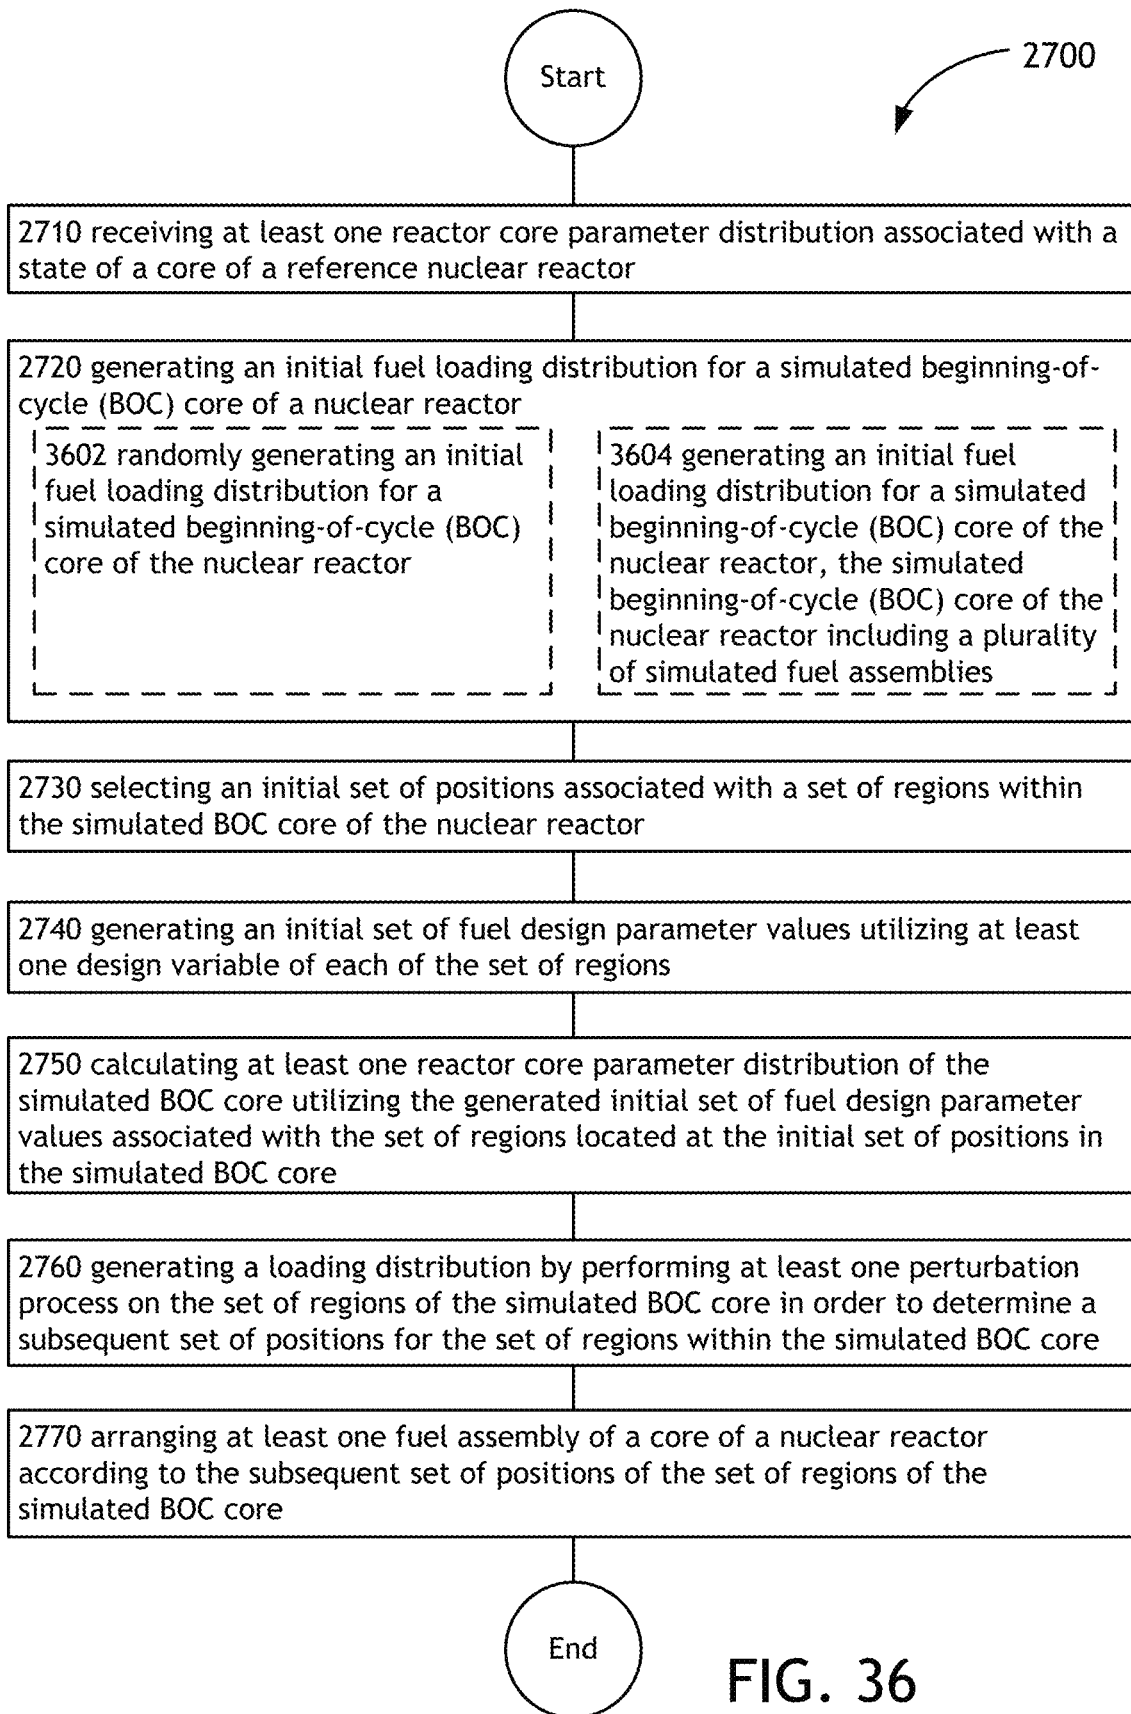 Start
2700
2710 receiving at least one reactor core parameter distribution associated with a
state of a core of a reference nuclear reactor
2720 generating an initial fuel loading distribution for a simulated beginning-of-
cycle (BOC) core of a nuclear reactor
3602 randomly generating an initial
fuel loading distribution for a
simulated beginning-of-cycle (BOC)
core of the nuclear reactor
3604 generating an initial fuel
loading distribution for a simulated
beginning-of-cycle (BOC) core of the
nuclear reactor, the simulated
beginning-of-cycle (BOC) core of the
nuclear reactor including a plurality
of simulated fuel assemblies
2730 selecting an initial set of positions associated with a set of regions within
the simulated BOC core of the nuclear reactor
2740 generating an initial set of fuel design parameter values utilizing at least
one design variable of each of the set of regions
2750 calculating at least one reactor core parameter distribution of the
simulated BOC core utilizing the generated initial set of fuel design parameter
values associated with the set of regions located at the initial set of positions in
the simulated BOC core
2760 generating a loading distribution by performing at least one perturbation
process on the set of regions of the simulated BOC core in order to determine a
subsequent set of positions for the set of regions within the simulated BOC core
2770 arranging at least one fuel assembly of a core of a nuclear reactor
according to the subsequent set of positions of the set of regions of the
simulated BOC core
End
FIG. 36